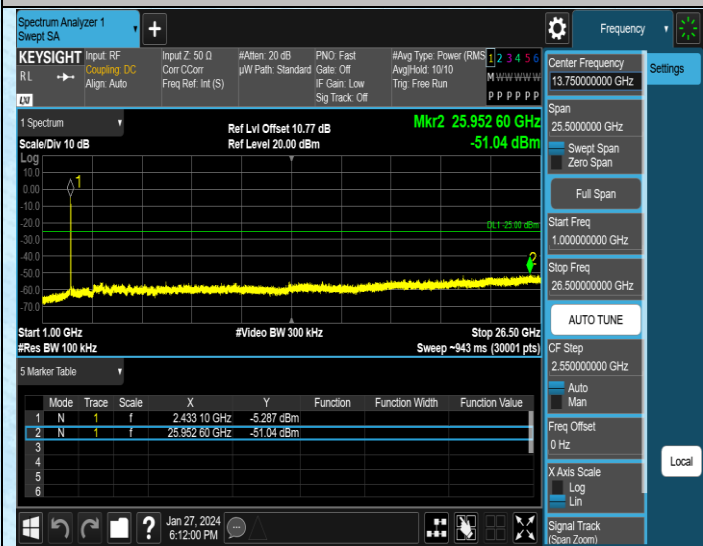 Spectrum Analyzer 1
Swept SA
Frequency
KEYSIGHT
RL
LXI
Input: RF
Coupling: DC
Align: Auto
Input Z: 50 Ω
Corr CCorr
Freq Ref: Int (S)
#Atten: 20 dB
µW Path: Standard
PNO: Fast
Gate: Off
IF Gain: Low
Sig Track: Off
#Avg Type: Power (RMS
Avg|Hold: 10/10
Trig: Free Run
1 2 3 4 5 6
M W W W W W
P P P P P P
1 Spectrum
Scale/Div 10 dB
Ref Lvl Offset 10.77 dB
Ref Level 20.00 dBm
Mkr2 25.952 60 GHz
-51.04 dBm
Log
10.0
0.00
-10.0
-20.0
-30.0
-40.0
-50.0
-60.0
-70.0
1
DL1 -25.00 dBm
2
Start 1.00 GHz
#Res BW 100 kHz
#Video BW 300 kHz
Stop 26.50 GHz
Sweep ~943 ms (30001 pts)
5 Marker Table
Mode Trace Scale X Y Function Function Width Function Value
1 N 1 f 2.433 10 GHz -5.287 dBm
2 N 1 f 25.952 60 GHz -51.04 dBm
3
4
5
6
?
Jan 27, 2024
6:12:00 PM
Center Frequency
13.750000000 GHz
Span
25.5000000 GHz
Swept Span
Zero Span
Full Span
Start Freq
1.000000000 GHz
Stop Freq
26.500000000 GHz
AUTO TUNE
CF Step
2.550000000 GHz
Auto
Man
Freq Offset
0 Hz
X Axis Scale
Log
Lin
Signal Track
(Span Zoom)
Settings
Local